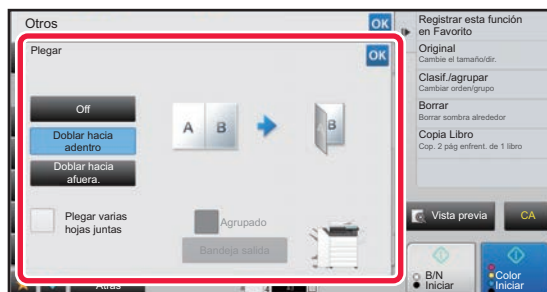 Otros
OK
Plegar
OK
Off
Doblar hacia
adentro
Doblar hacia
afuera.
A B
B
Plegar varias
hojas juntas
Agrupado
Bandeja salida
Atrás
Registrar esta función
en Favorito
Original
Cambie el tamaño/dir.
Clasif./agrupar
Cambiar orden/grupo
Borrar
Borrar sombra alrededor
Copia Libro
Cop. 2 pág enfrent. de 1 libro
Vista previa
CA
B/N
Iniciar
Color
Iniciar